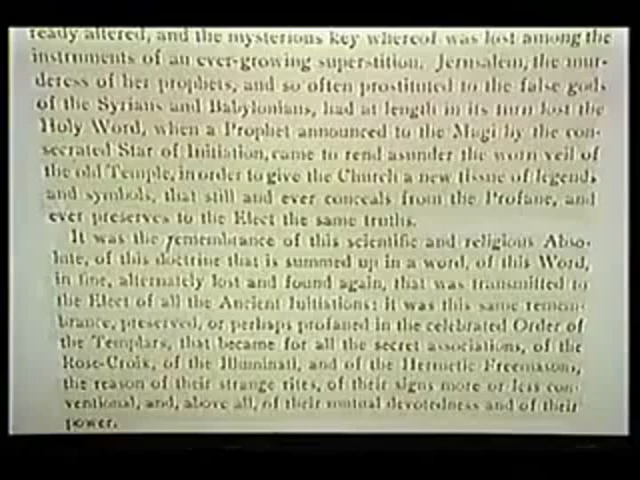 ready altered, and the mysterious key whereof was lost among the
instruments of an ever-growing superstition. Jerusalem, the mur-
deress of her prophets, and so often prostituted to the false gods
of the Syrians and Babylonians, had at length in its turn lost the
Holy Word, when a Prophet announced to the Magi by the con-
secrated Star of Initiation, came to rend asunder the worn veil of
the old Temple, in order to give the Church a new tissue of legends
and symbols, that still and ever conceals from the Profane, and
ever preserves to the Elect the same truths.
It was the remembrance of this scientific and religious Abso-
lute, of this doctrine that is summed up in a word, of this Word,
in fine, alternately lost and found again, that was transmitted to
the Elect of all the Ancient Initiations: it was this same remem-
brance, preserved, or perhaps profaned in the celebrated Order of
the Templars, that became for all the secret associations, of the
Rose-Croix, of the Illuminati, and of the Hermetic Freemasons,
the reason of their strange rites, of their signs more or less con-
ventional, and, above all, of their mutual devotedness and of their
power.